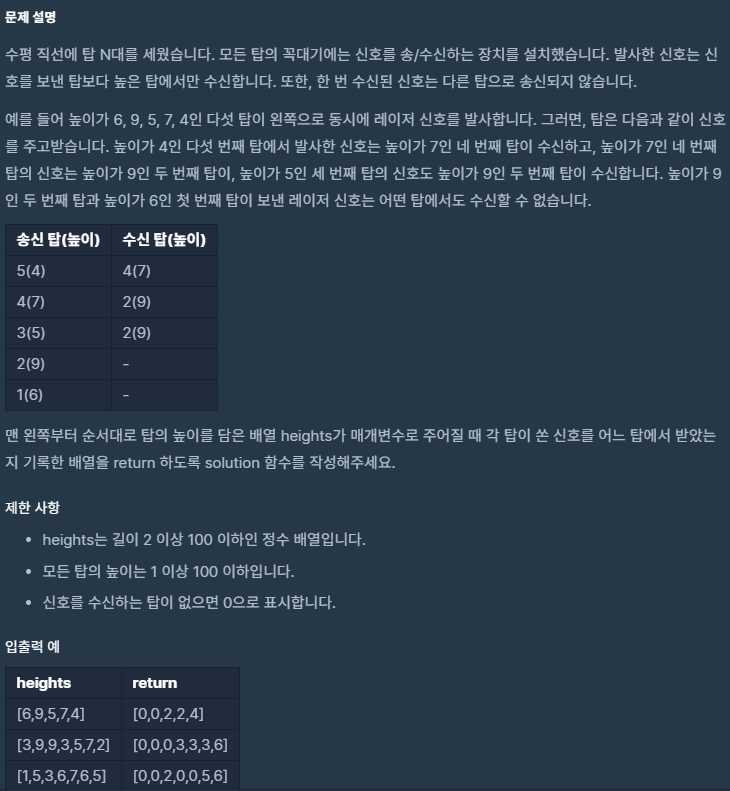 문제 설명
수평 직선에 탑 N대를 세웠습니다. 모든 탑의 꼭대기에는 신호를 송/수신하는 장치를 설치했습니다. 발사한 신호는 신
호를 보낸 탑보다 높은 탑에서만 수신합니다. 또한, 한 번 수신된 신호는 다른 탑으로 송신되지 않습니다.
예를 들어 높이가 6, 9, 5, 7, 4인 다섯 탑이 왼쪽으로 동시에 레이저 신호를 발사합니다. 그러면, 탑은 다음과 같이 신호
를 주고받습니다. 높이가 4인 다섯 번째 탑에서 발사한 신호는 높이가 7인 네 번째 탑이 수신하고, 높이가 7인 네 번째
탑의 신호는 높이가 9인 두 번째 탑이, 높이가 5인 세 번째 탑의 신호도 높이가 9인 두 번째 탑이 수신합니다. 높이가 9
인 두 번째 탑과 높이가 6인 첫 번째 탑이 보낸 레이저 신호는 어떤 탑에서도 수신할 수 없습니다.
송신 탑(높이) 수신 탑(높이)
5(4) 4(7)
4(7) 2(9)
3(5) 2(9)
2(9) -
1(6) -
맨 왼쪽부터 순서대로 탑의 높이를 담은 배열 heights가 매개변수로 주어질 때 각 탑이 쏜 신호를 어느 탑에서 받았는
지 기록한 배열을 return 하도록 solution 함수를 작성해주세요.
제한 사항
• heights는 길이 2 이상 100 이하인 정수 배열입니다.
• 모든 탑의 높이는 1 이상 100 이하입니다.
• 신호를 수신하는 탑이 없으면 0으로 표시합니다.
입출력 예
heights return
[6,9,5,7,4] [0,0,2,2,4]
[3,9,9,3,5,7,2] [0,0,0,3,3,3,6]
[1,5,3,6,7,6,5] [0,0,2,0,0,5,6]